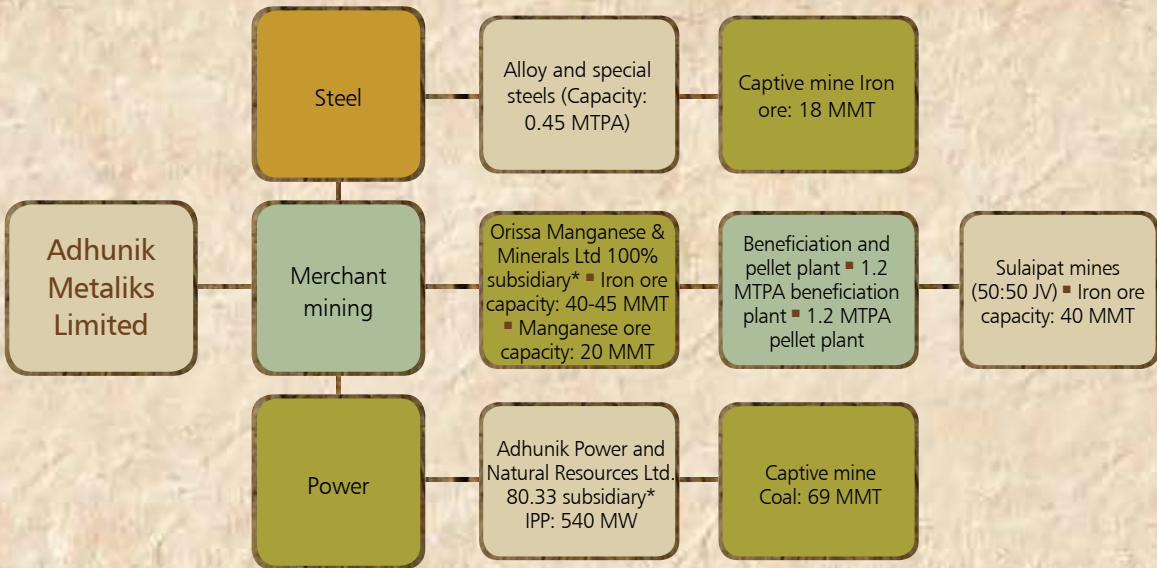 Steel
Alloy and special
steels (Capacity:
0.45 MTPA)
Captive mine Iron
ore: 18 MMT
Adhunik
Metaliks
Limited
Merchant
mining
Orissa Manganese &
Minerals Ltd 100%
subsidiary* ▪ Iron ore
capacity: 40-45 MMT
▪ Manganese ore
capacity: 20 MMT
Beneficiation and
pellet plant ▪ 1.2
MTPA beneficiation
plant ▪ 1.2 MTPA
pellet plant
Sulaipat mines
(50:50 JV) ▪ Iron ore
capacity: 40 MMT
Power
Adhunik Power and
Natural Resources Ltd.
80.33 subsidiary*
IPP: 540 MW
Captive mine
Coal: 69 MMT